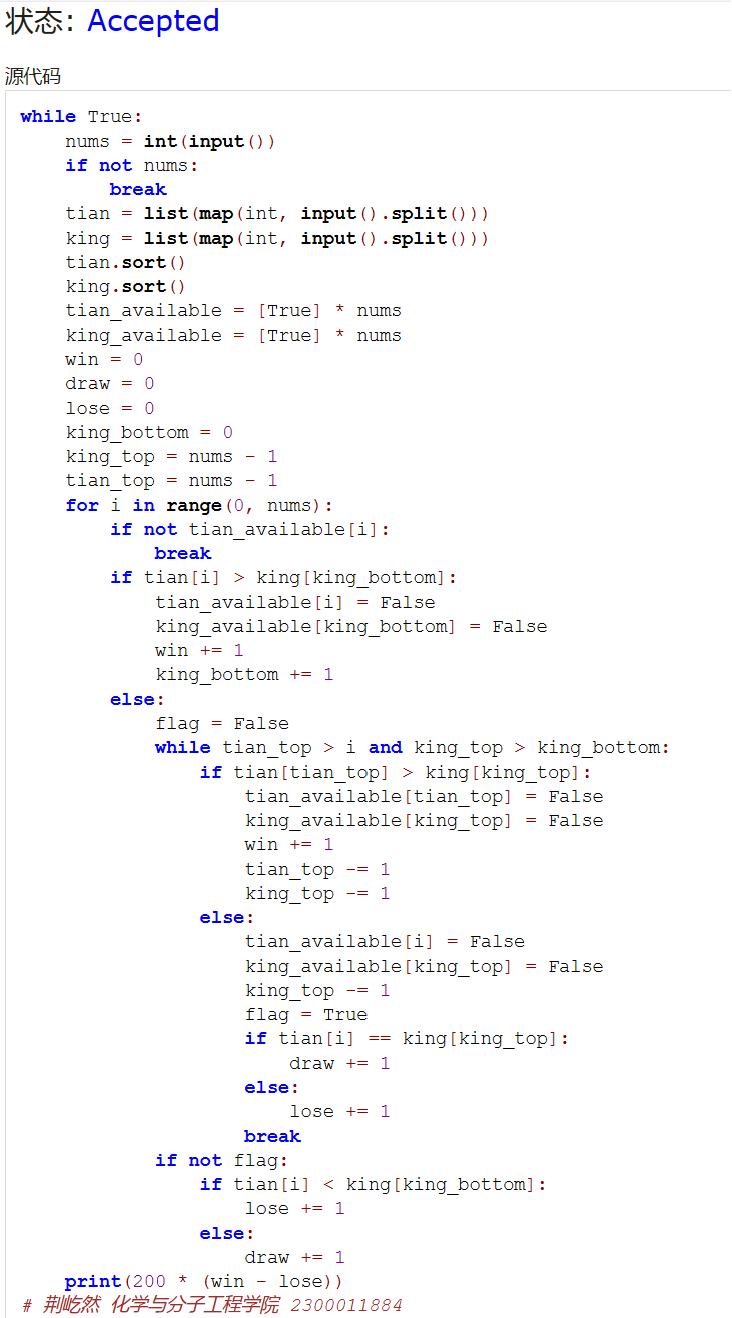 状态: Accepted
源代码
while True:
    nums = int(input())
    if not nums:
        break
    tian = list(map(int, input().split()))
    king = list(map(int, input().split()))
    tian.sort()
    king.sort()
    tian_available = [True] * nums
    king_available = [True] * nums
    win = 0
    draw = 0
    lose = 0
    king_bottom = 0
    king_top = nums - 1
    tian_top = nums - 1
    for i in range(0, nums):
        if not tian_available[i]:
            break
        if tian[i] > king[king_bottom]:
            tian_available[i] = False
            king_available[king_bottom] = False
            win += 1
            king_bottom += 1
        else:
            flag = False
            while tian_top > i and king_top > king_bottom:
                if tian[tian_top] > king[king_top]:
                    tian_available[tian_top] = False
                    king_available[king_top] = False
                    win += 1
                    tian_top -= 1
                    king_top -= 1
                else:
                    tian_available[i] = False
                    king_available[king_top] = False
                    king_top -= 1
                    flag = True
                    if tian[i] == king[king_top]:
                        draw += 1
                    else:
                        lose += 1
                    break
            if not flag:
                if tian[i] < king[king_bottom]:
                    lose += 1
                else:
                    draw += 1
    print(200 * (win - lose))
# 荆屹然 化学与分子工程学院 2300011884